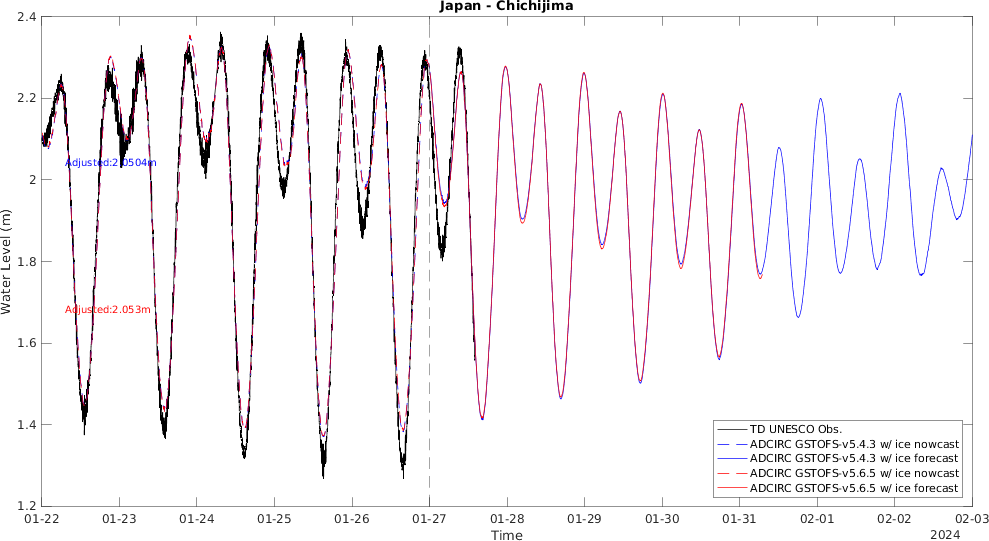 Japan - Chichijima
2.4
2.2
2
1.8
1.6
1.4
1.2
Water Level (m)
Adjusted:2.0504m
Adjusted:2.053m
TD UNESCO Obs.
ADCIRC GSTOFS-v5.4.3 w/ ice nowcast
ADCIRC GSTOFS-v5.4.3 w/ ice forecast
ADCIRC GSTOFS-v5.6.5 w/ ice nowcast
ADCIRC GSTOFS-v5.6.5 w/ ice forecast
01-22 01-23 01-24 01-25 01-26 01-27 01-28 01-29 01-30 01-31 02-01 02-02 02-03
Time
2024